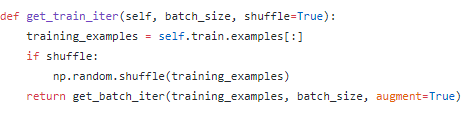 def get_train_iter(self, batch_size, shuffle=True):
    training_examples = self.train.examples[:]
    if shuffle:
        np.random.shuffle(training_examples)
    return get_batch_iter(training_examples, batch_size, augment=True)